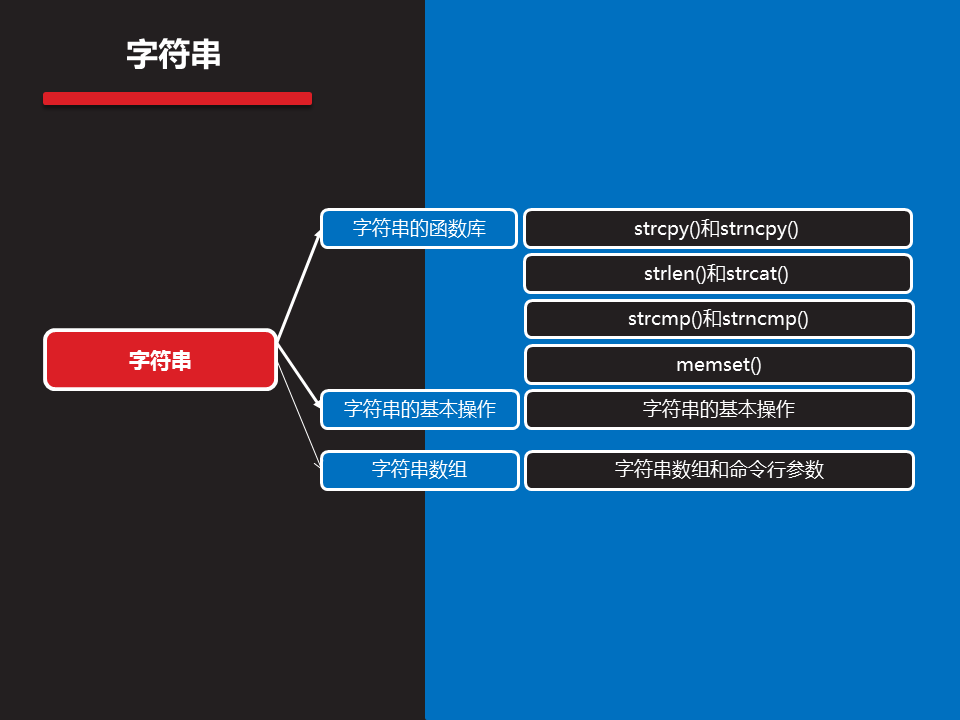 字符串
字符串
字符串的函数库
strcpy()和strncpy()
strlen()和strcat()
strcmp()和strncmp()
memset()
字符串的基本操作
字符串的基本操作
字符串数组
字符串数组和命令行参数